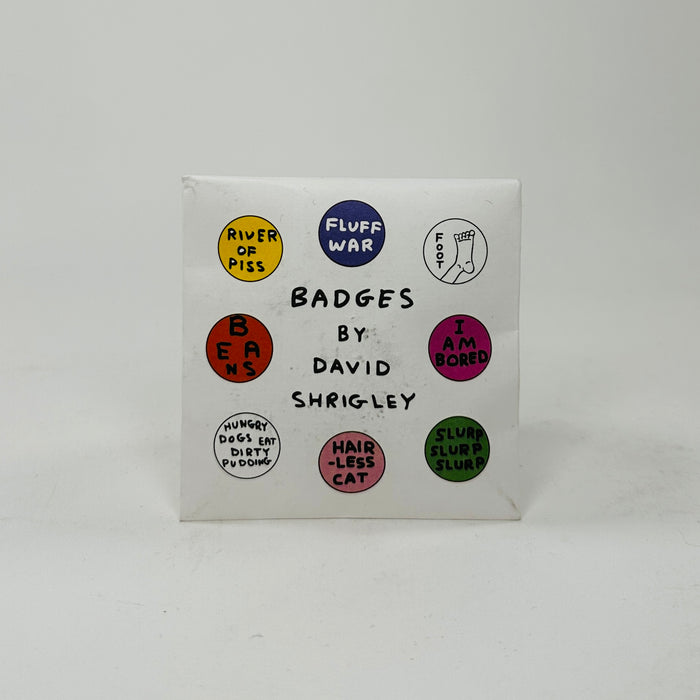 RIVER
OF
PISS
FLUFF
WAR
FOOT
BADGES
BY
DAVID
SHRIGLEY
BEANS
I
AM
BORED
HUNGRY
DOGS EAT
DIRTY
PUDDING
HAIR
-LESS
CAT
SLURP
SLURP
SLURP